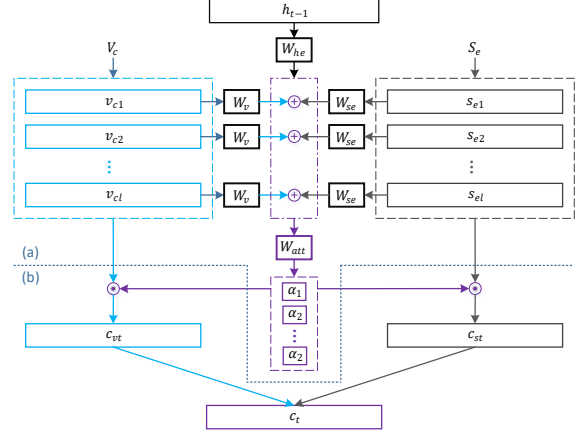 h_{t−1}
V_c
W_{he}
S_e
v_{c1} W_v + W_{se} s_{e1}
v_{c2} W_v + W_{se} s_{e2}
⋮ ⋮
v_{cl} W_v + W_{se} s_{el}
(a)
W_{att}
(b)
α_1
α_2
⋮
α_2
c_{vt} c_{st}
c_t